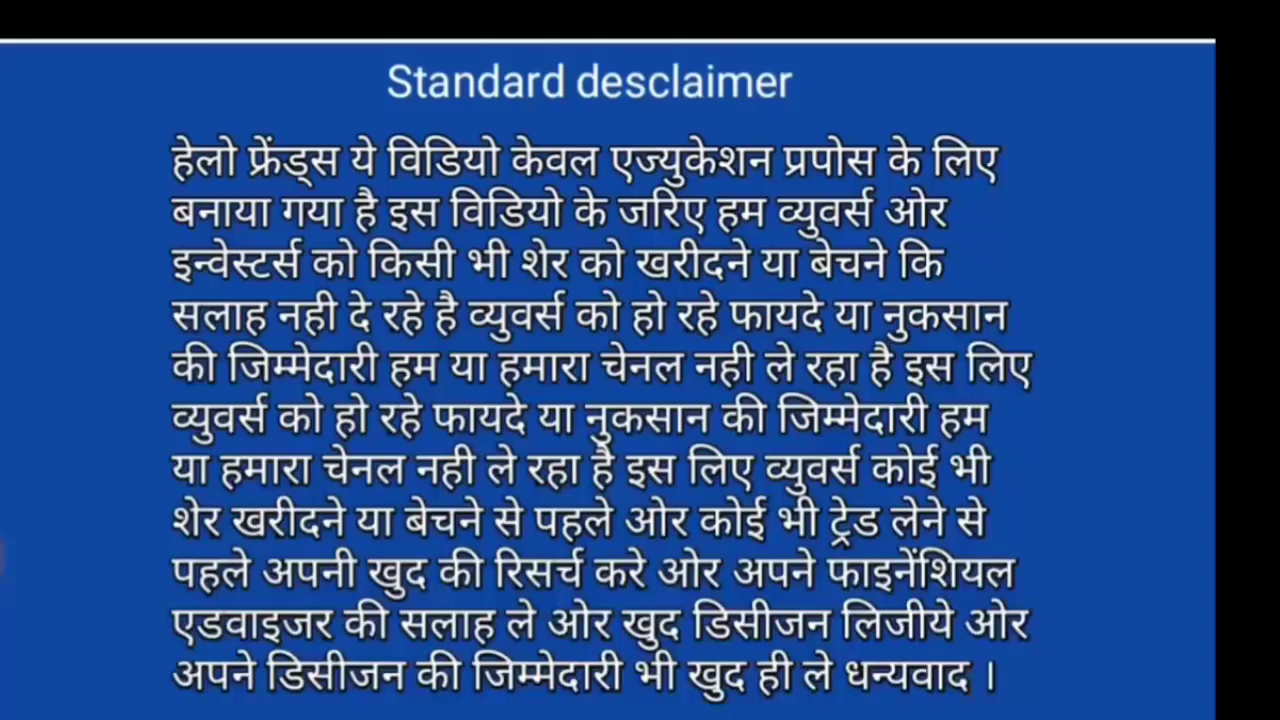 Standard desclaimer
हेलो फ्रेंड्स ये विडियो केवल एज्युकेशन प्रपोस के लिए
बनाया गया है इस विडियो के जरिए हम व्युवर्स ओर
इन्वेस्टर्स को किसी भी शेर को खरीदने या बेचने कि
सलाह नही दे रहे है व्युवर्स को हो रहे फायदे या नुकसान
की जिम्मेदारी हम या हमारा चेनल नही ले रहा है इस लिए
व्युवर्स को हो रहे फायदे या नुकसान की जिम्मेदारी हम
या हमारा चेनल नही ले रहा है इस लिए व्युवर्स कोई भी
शेर खरीदने या बेचने से पहले ओर कोई भी ट्रेड लेने से
पहले अपनी खुद की रिसर्च करे ओर अपने फाइनेंशियल
एडवाइजर की सलाह ले ओर खुद डिसीजन लिजीये ओर
अपने डिसीजन की जिम्मेदारी भी खुद ही ले धन्यवाद ।